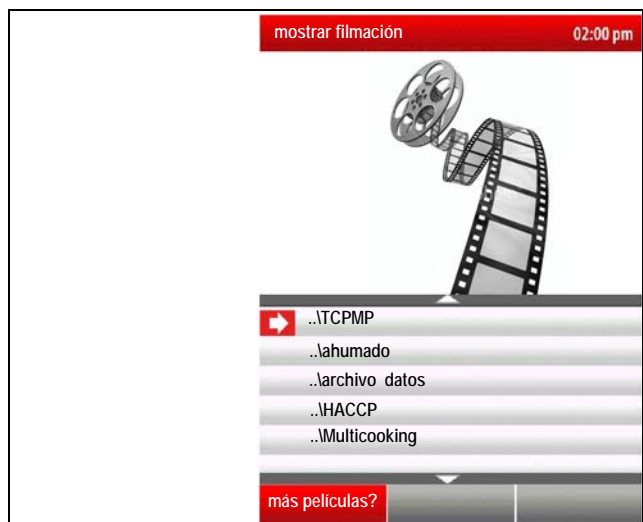 mostrar filmación 02:00 pm
..\TCPMP
..\ahumado
..\archivo datos
..\HACCP
..\Multicooking
más películas?